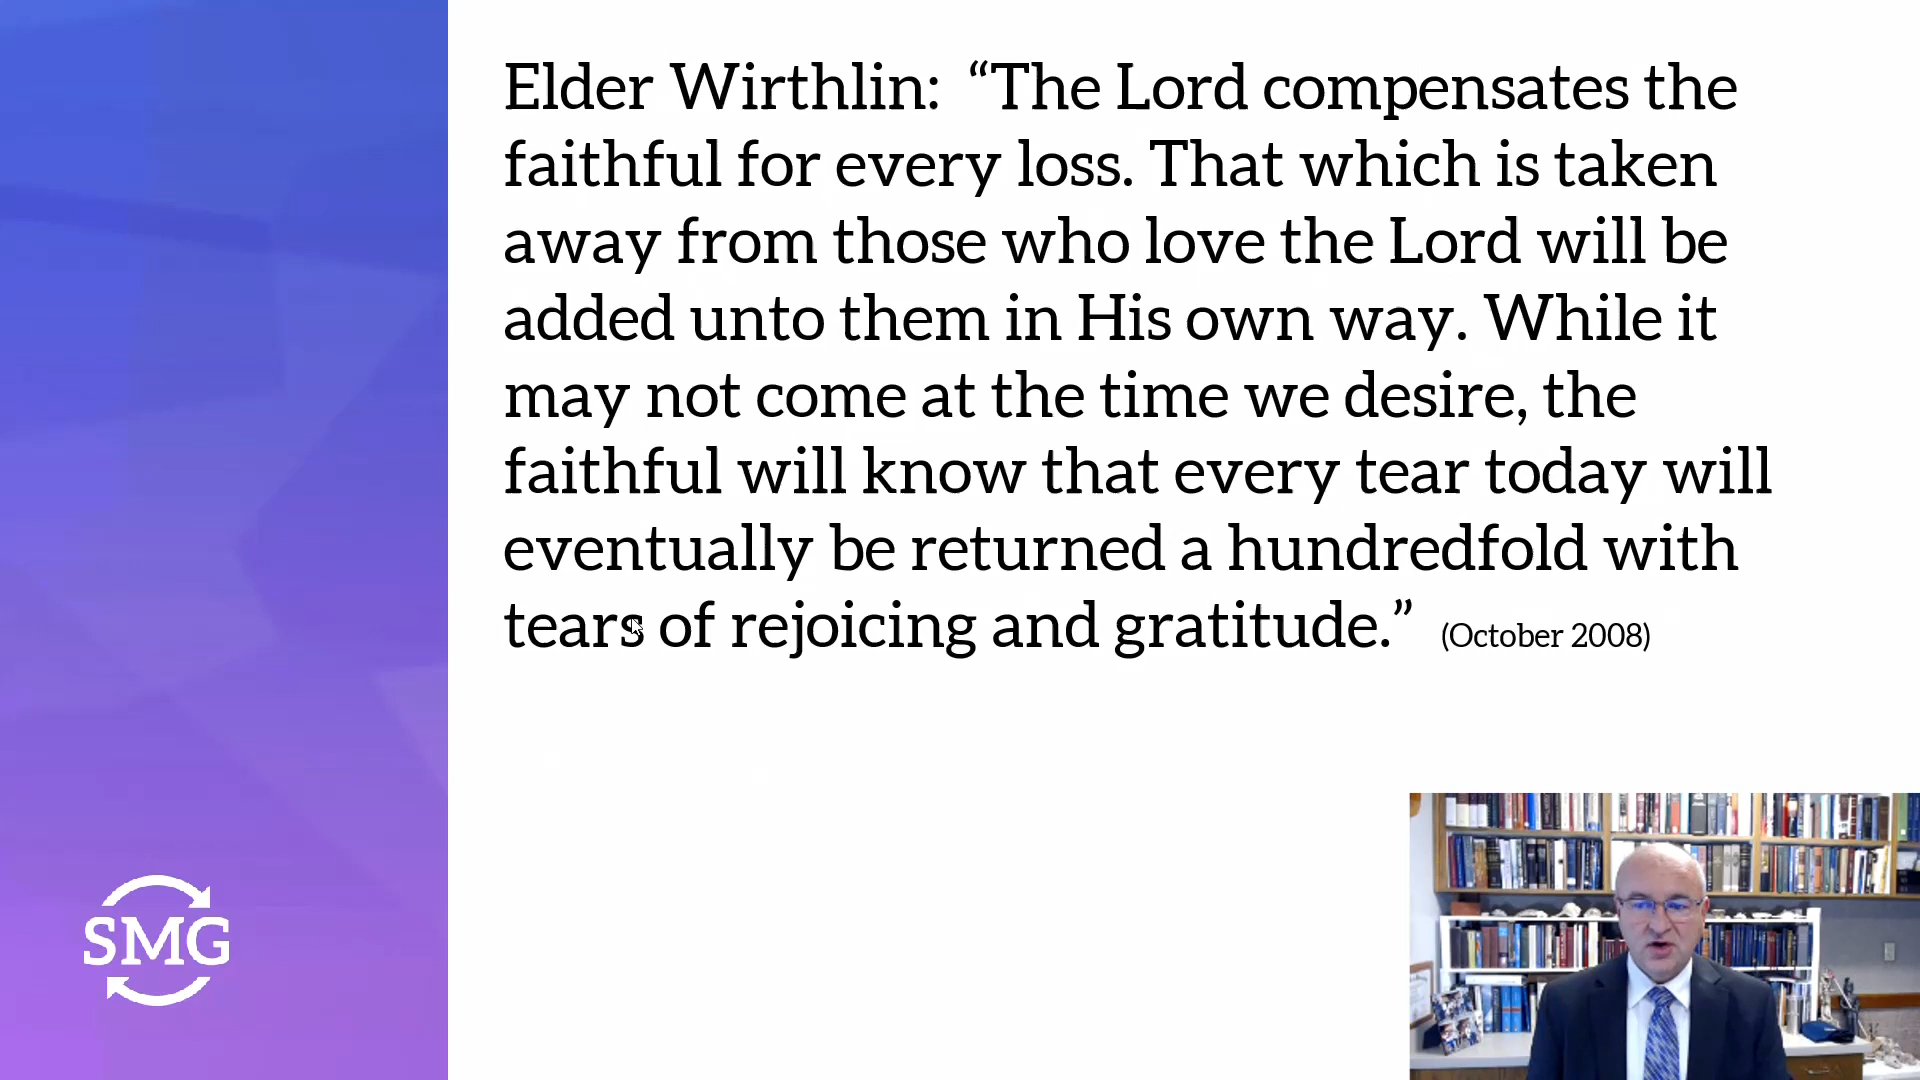 Elder Wirthlin:  “The Lord compensates the
faithful for every loss. That which is taken
away from those who love the Lord will be
added unto them in His own way. While it
may not come at the time we desire, the
faithful will know that every tear today will
eventually be returned a hundredfold with
tears of rejoicing and gratitude.”  (October 2008)
SMG